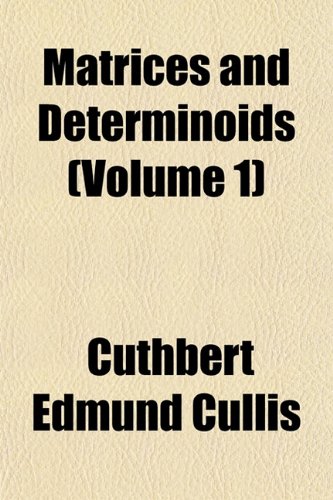 Matrices and
Determinoids
(Volume 1)
Cuthbert
Edmund Cullis